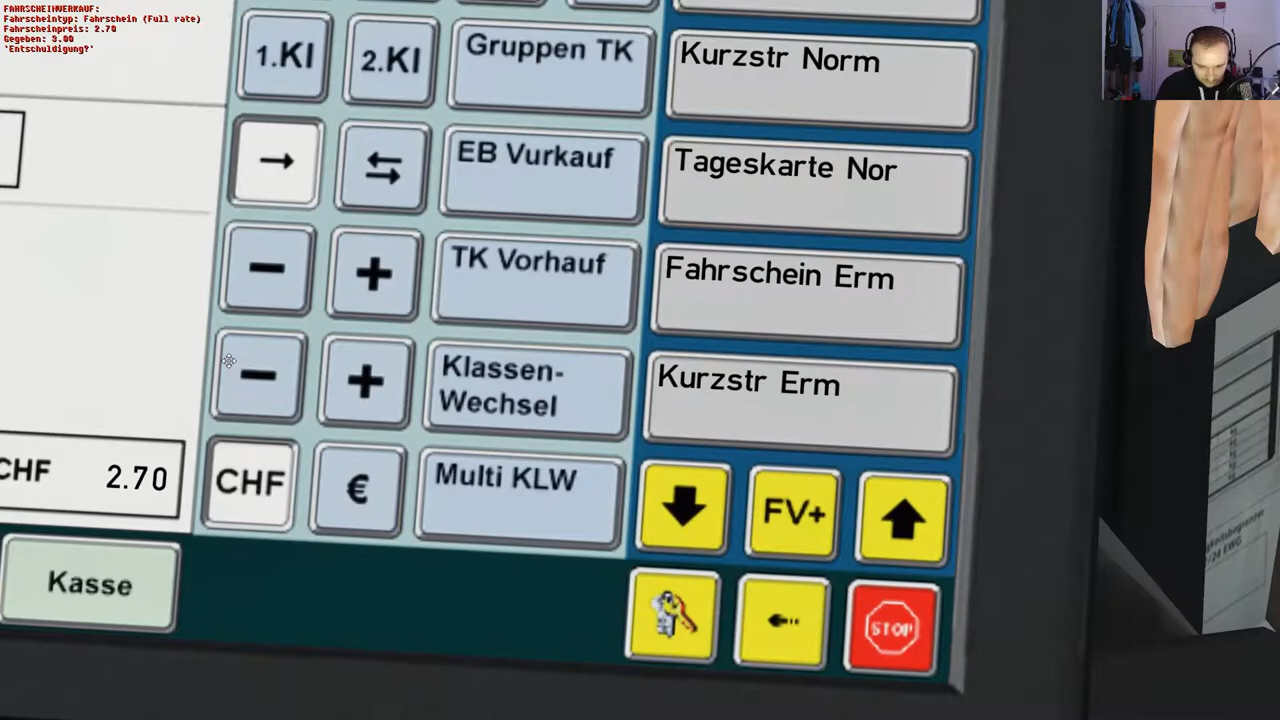 FAHRSCHEINVERKAUF:
Fahrscheintyp: Fahrschein (Full rate)
Fahrscheinpreis: 2.70
Gegeben: 3.00
'Entschuldigung?'
1.Kl
2.Kl
Gruppen TK
Kurzstr Norm
EB Vurkauf
Tageskarte Nor
TK Vorhauf
Fahrschein Erm
Klassen-
Wechsel
Kurzstr Erm
CHF 2.70
CHF
€
Multi KLW
FV+
Kasse
STOP
/24 EWG